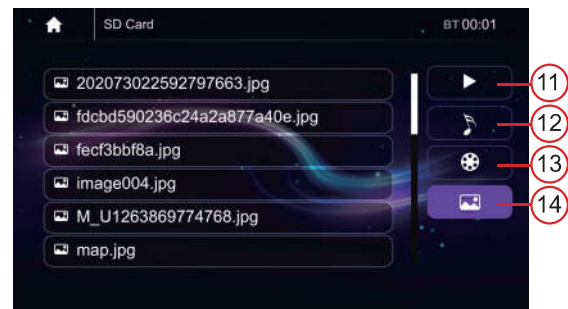 SD Card
BT 00:01
202073022592797663.jpg
11
fdcbd590236c24a2a877a40e.jpg
12
fecf3bbf8a.jpg
13
image004.jpg
14
M_U1263869774768.jpg
map.jpg